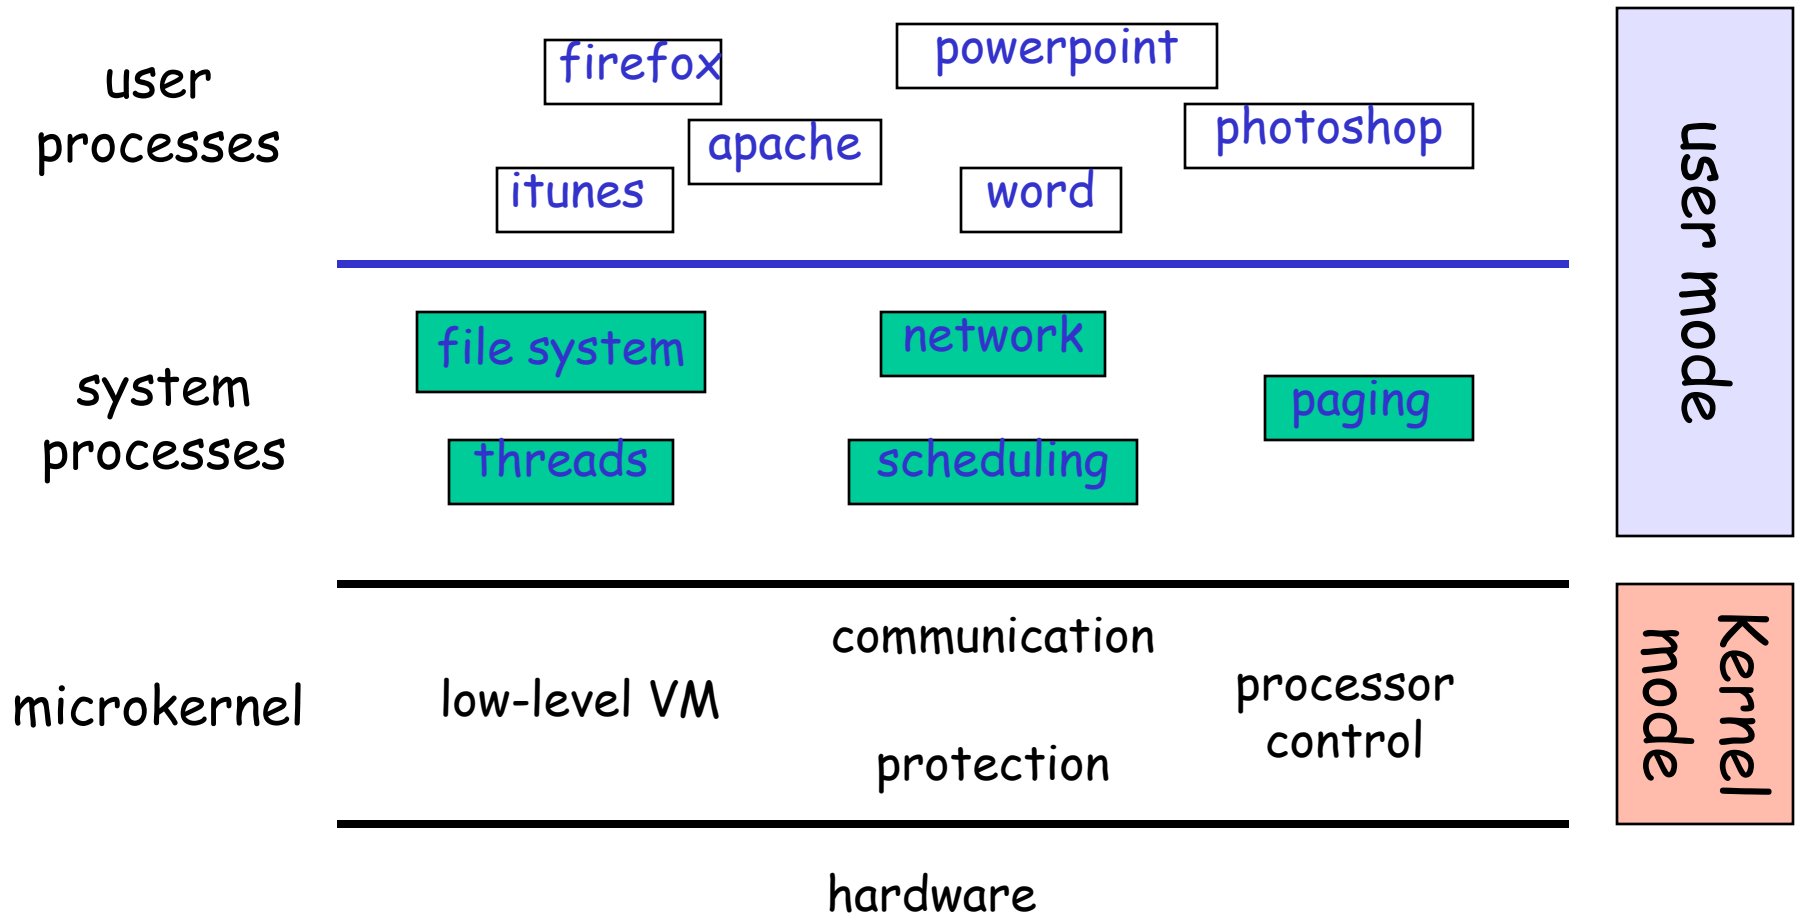 user
processes
firefox
powerpoint
apache
photoshop
itunes
word
user mode
system
processes
file system
network
paging
threads
scheduling
microkernel
low-level VM
communication
processor
control
protection
Kernel
mode
hardware